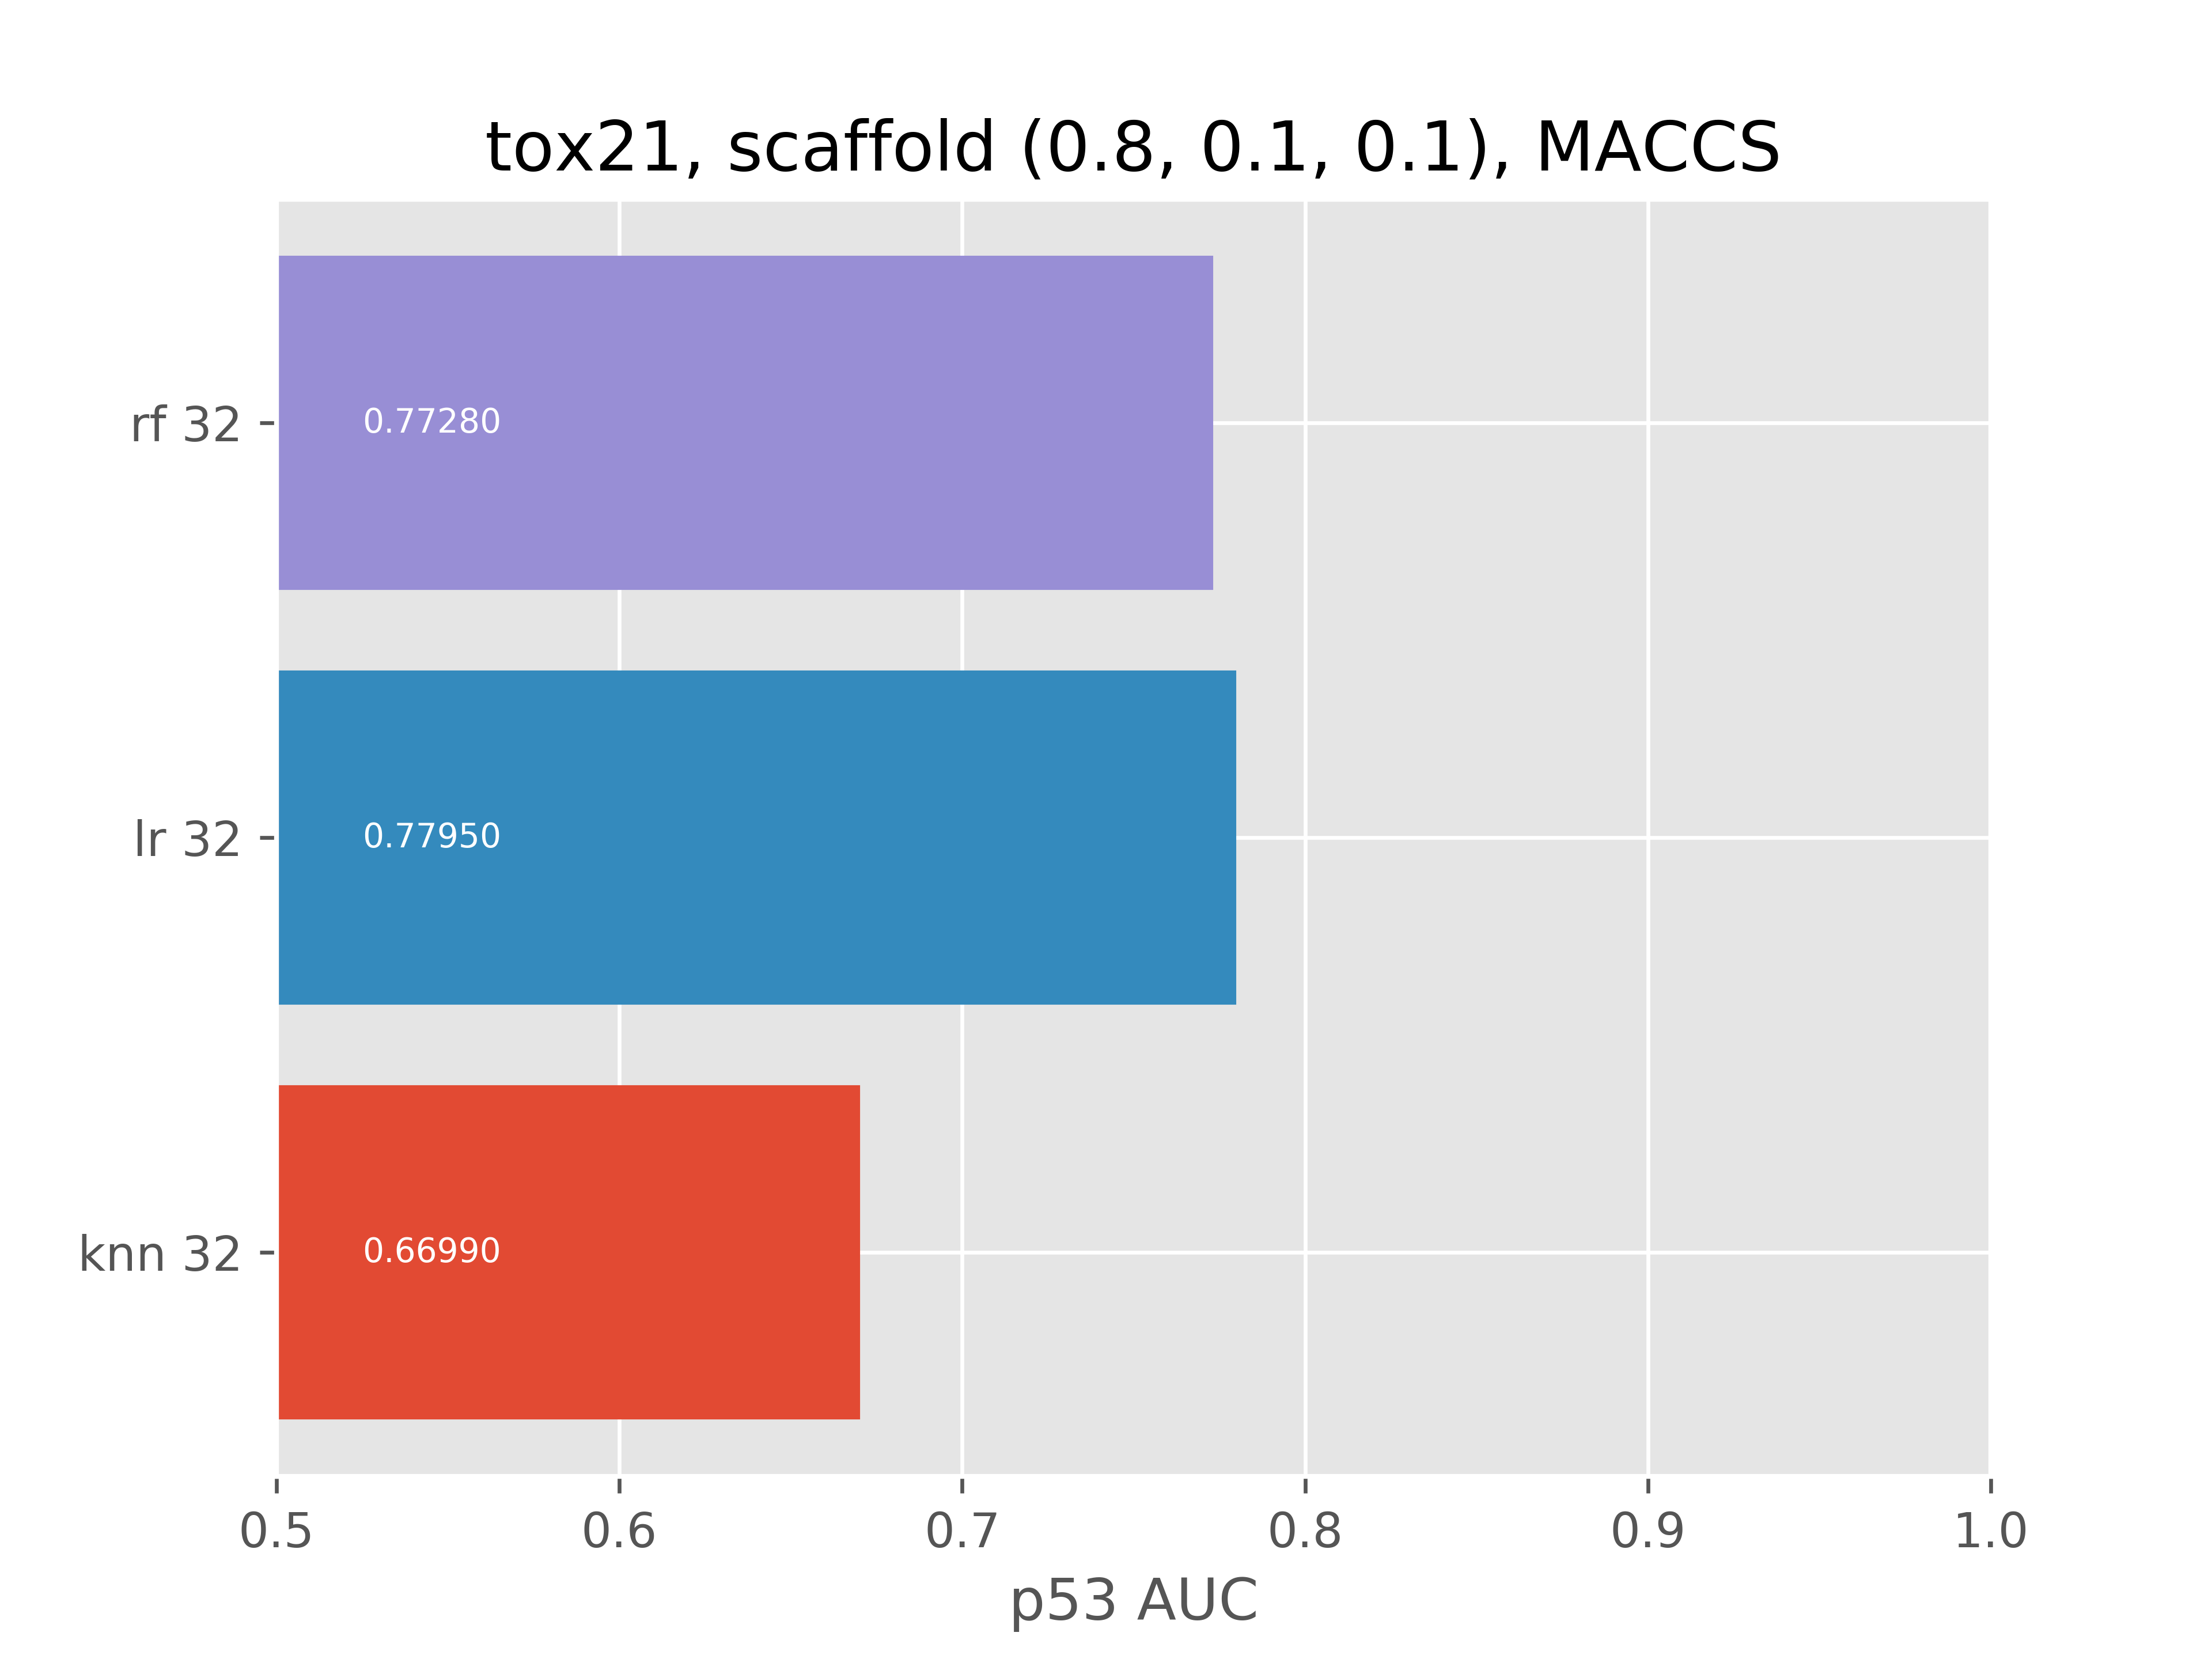 tox21, scaffold (0.8, 0.1, 0.1), MACCS
rf 32
0.77280
lr 32
0.77950
knn 32
0.66990
0.5 0.6 0.7 0.8 0.9 1.0
p53 AUC